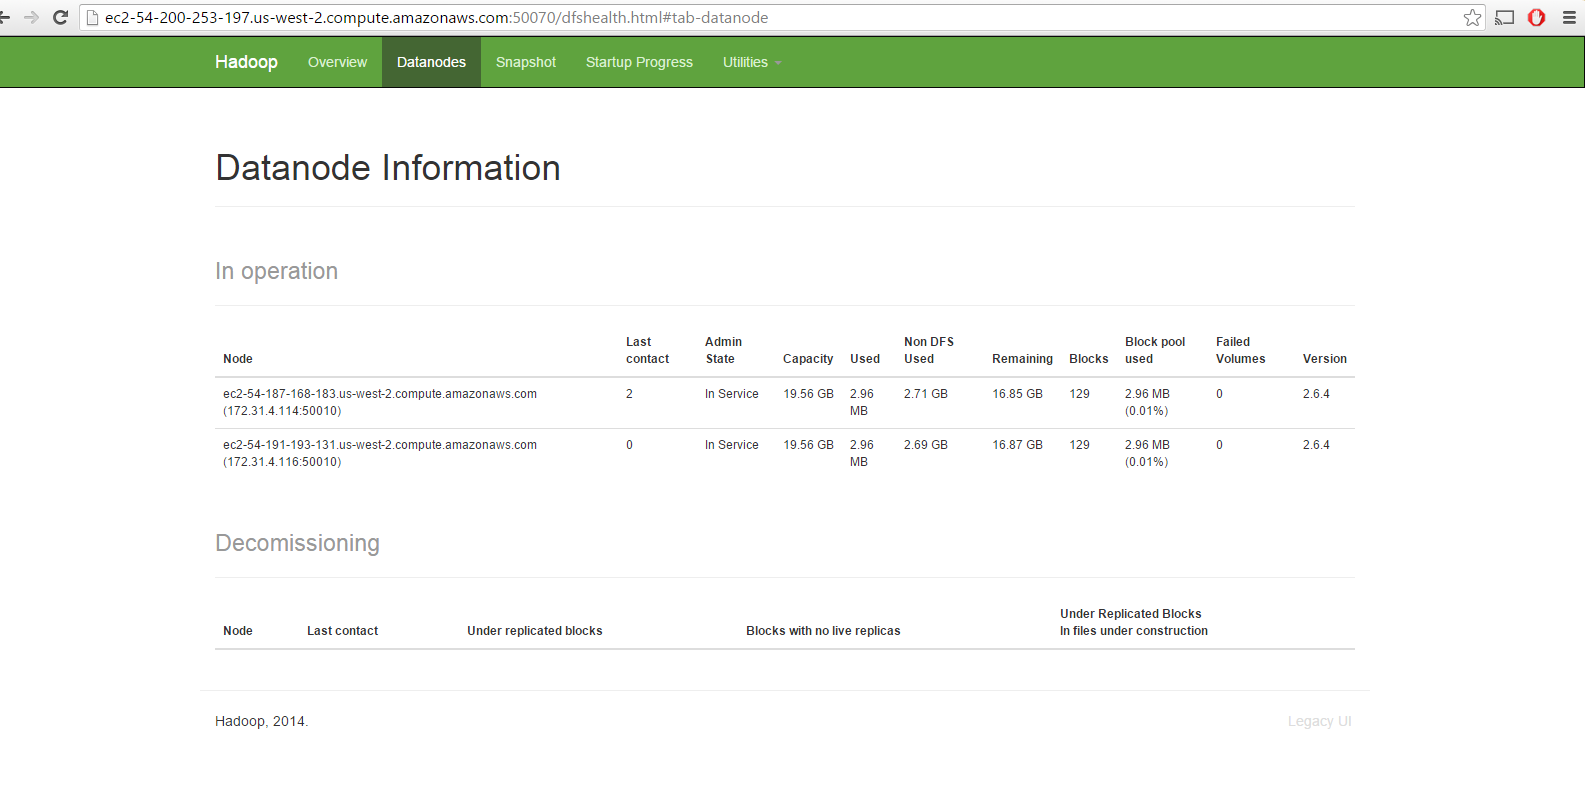 ec2-54-200-253-197.us-west-2.compute.amazonaws.com:50070/dfshealth.html#tab-datanode
Hadoop Overview Datanodes Snapshot Startup Progress Utilities
Datanode Information
In operation
Node Last contact Admin State Capacity Used Non DFS Used Remaining Blocks Block pool used Failed Volumes Version
ec2-54-187-168-183.us-west-2.compute.amazonaws.com (172.31.4.114:50010) 2 In Service 19.56 GB 2.96 MB 2.71 GB 16.85 GB 129 2.96 MB (0.01%) 0 2.6.4
ec2-54-191-193-131.us-west-2.compute.amazonaws.com (172.31.4.116:50010) 0 In Service 19.56 GB 2.96 MB 2.69 GB 16.87 GB 129 2.96 MB (0.01%) 0 2.6.4
Decomissioning
Node Last contact Under replicated blocks Blocks with no live replicas Under Replicated Blocks In files under construction
Hadoop, 2014. Legacy UI